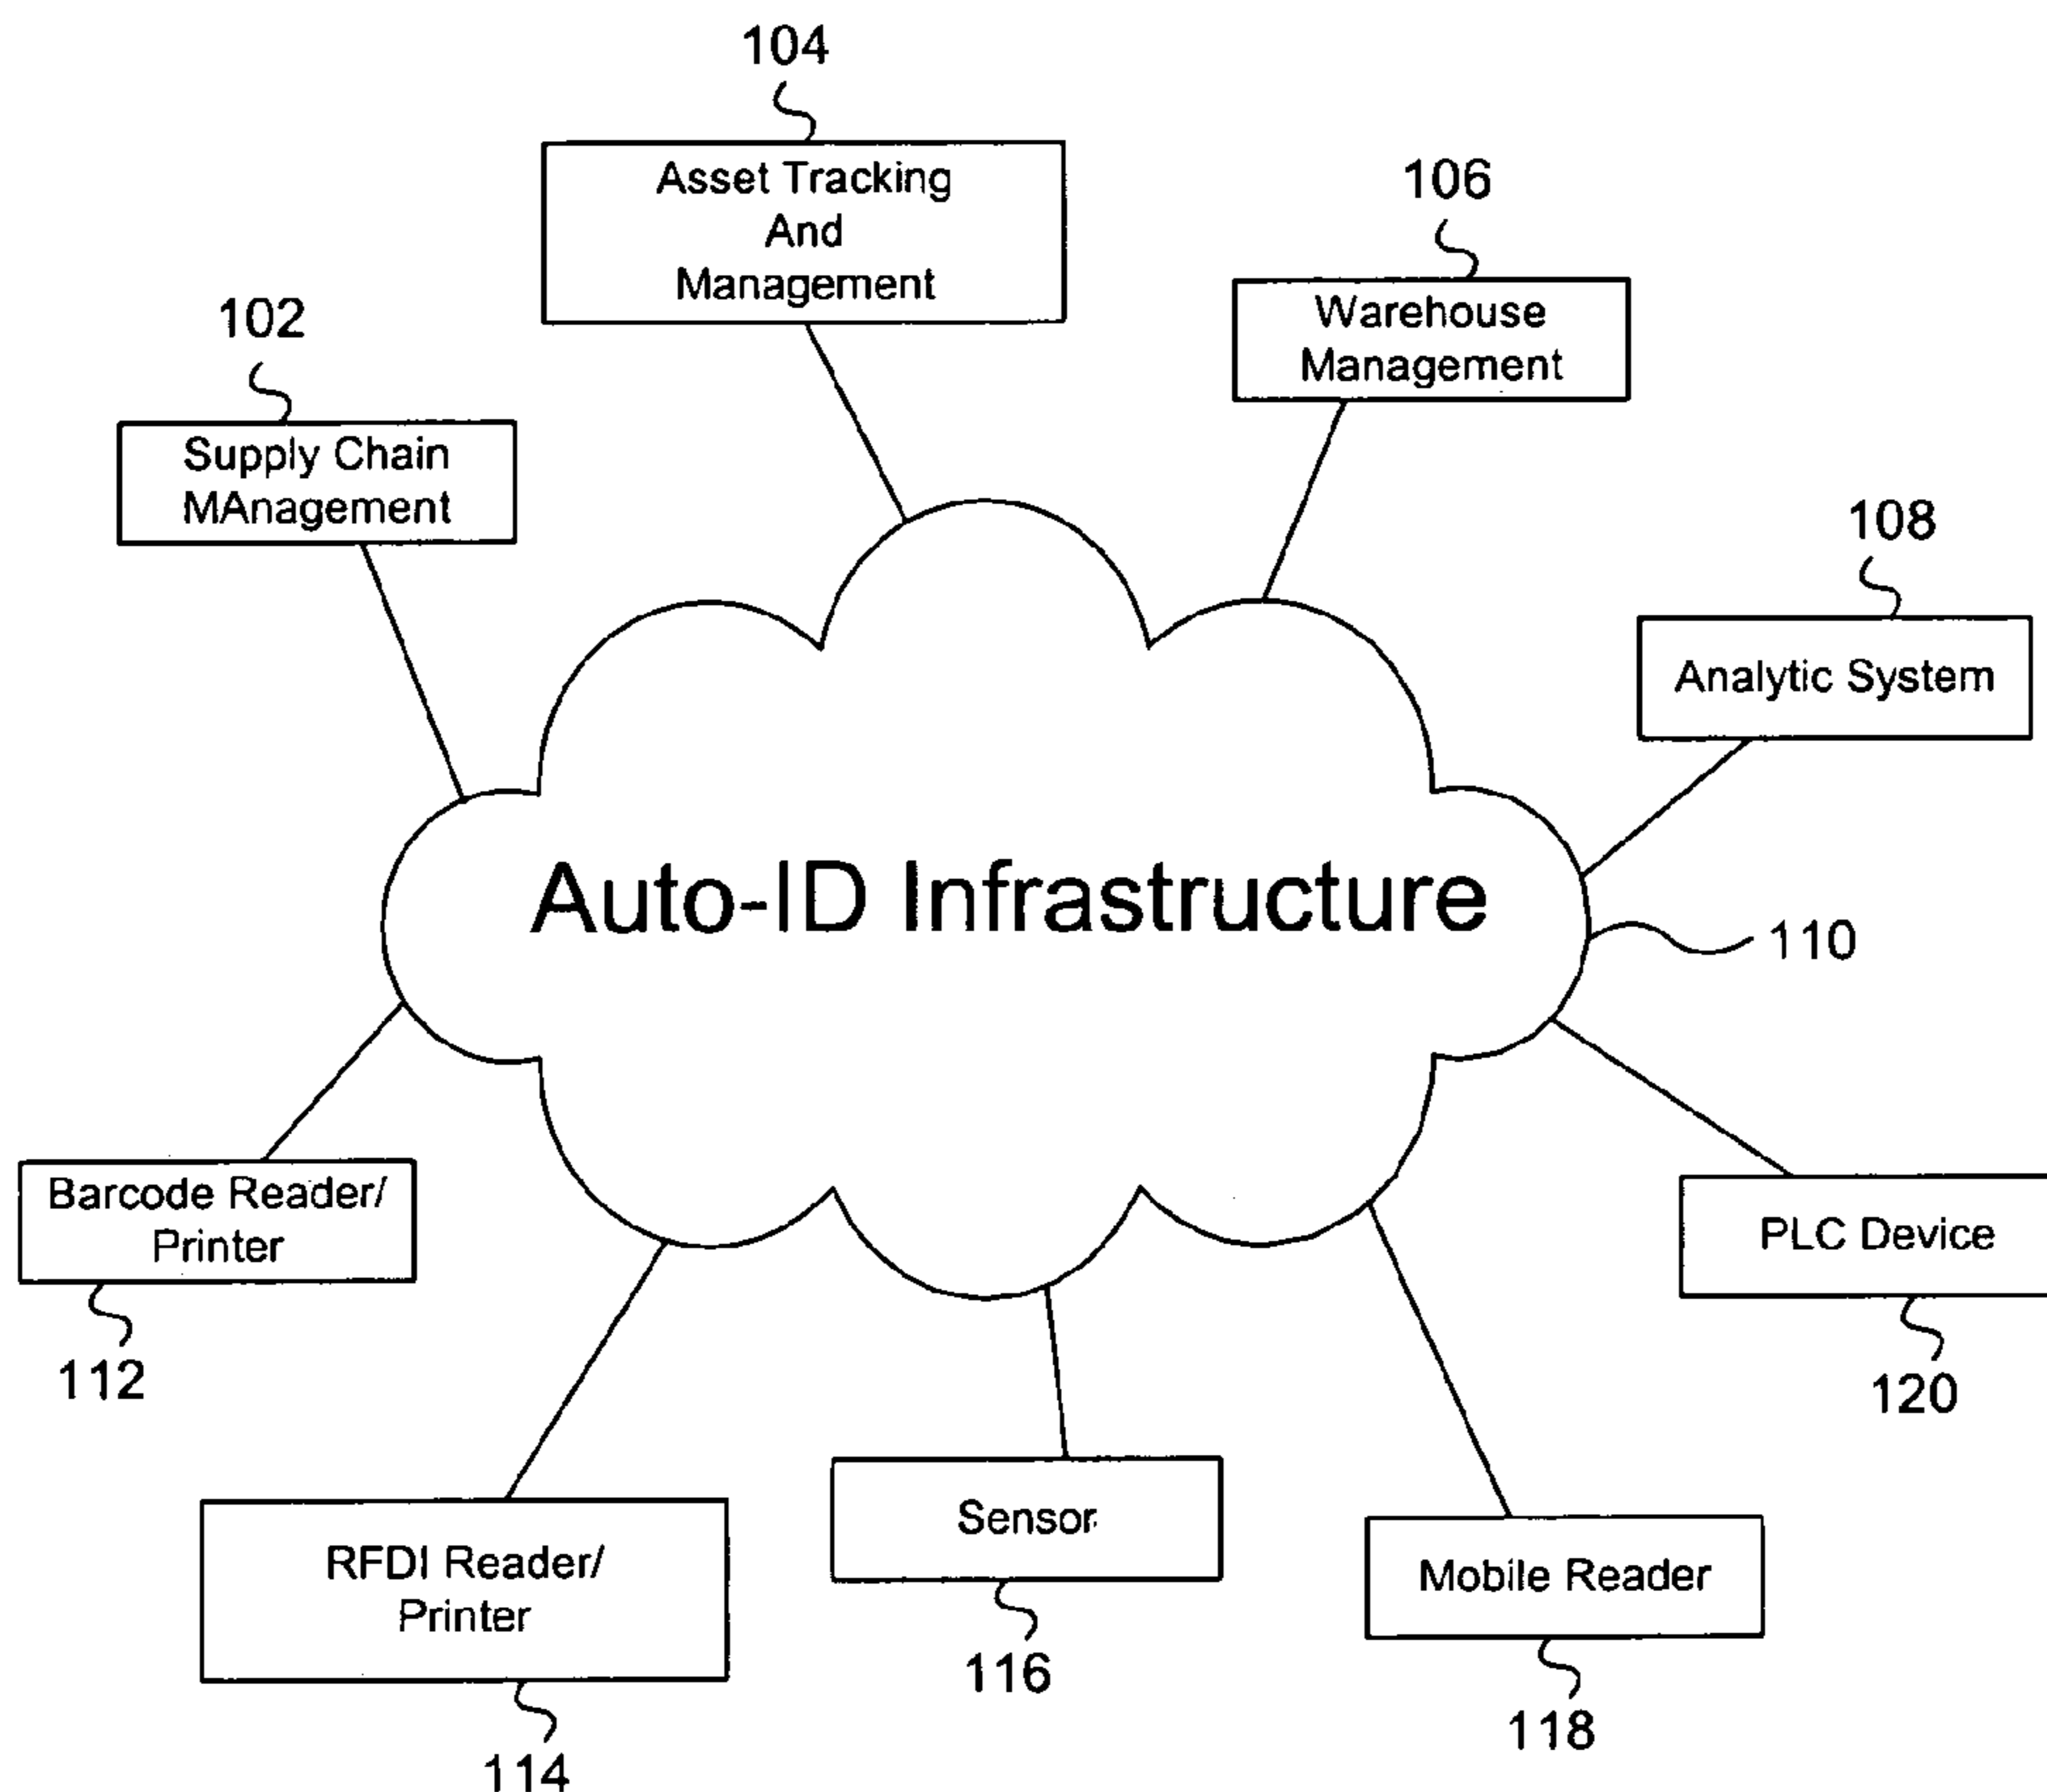 104
Asset Tracking
And
Management
106
Warehouse
Management
102
Supply Chain
MAnagement
108
Analytic System
Auto-ID Infrastructure
110
Barcode Reader/
Printer
112
PLC Device
120
RFDI Reader/
Printer
114
Sensor
116
Mobile Reader
118